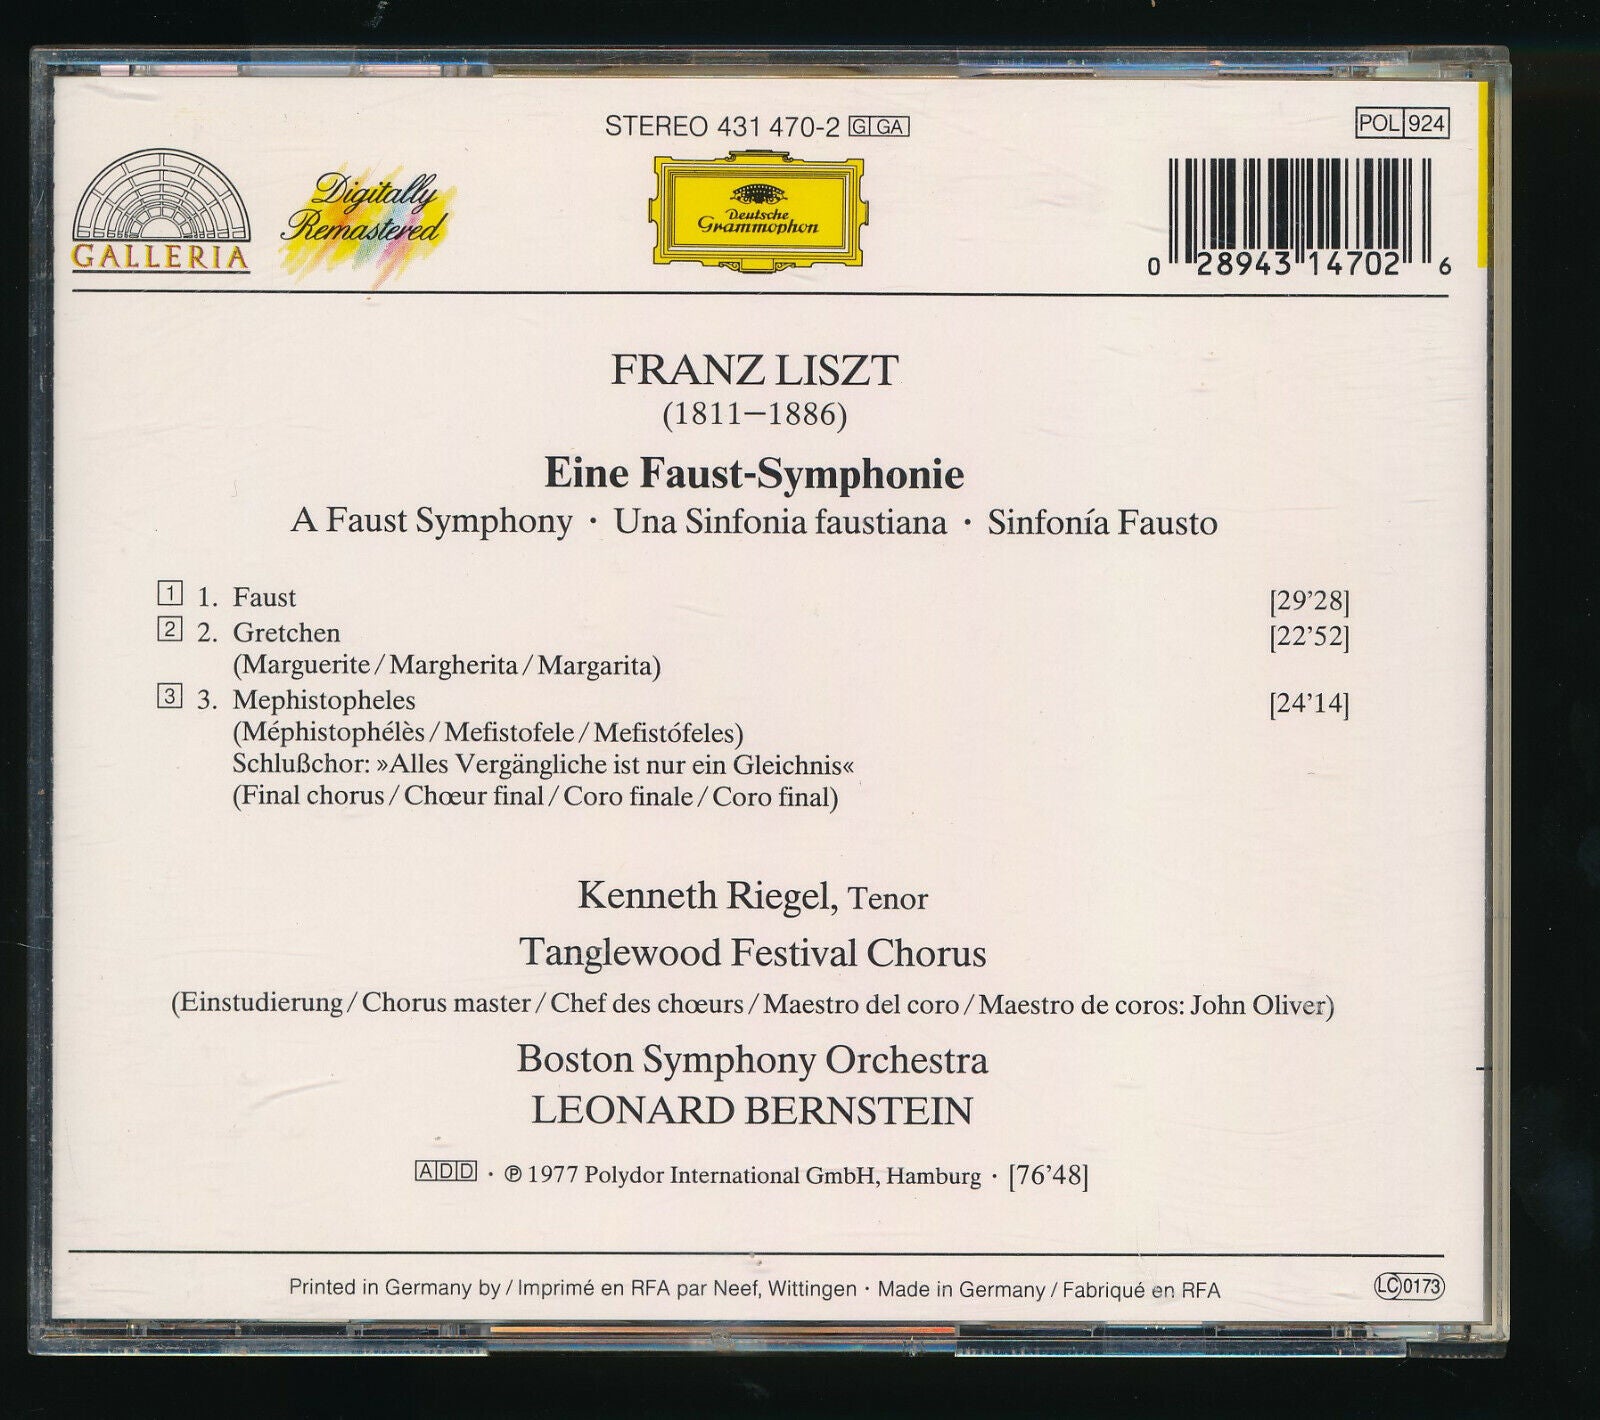 STEREO 431 470-2 G GA
POL 924
GALLERIA
Digitally
Remastered
Deutsche
Grammophon
0 28943 14702 6
FRANZ LISZT
(1811–1886)
Eine Faust-Symphonie
A Faust Symphony · Una Sinfonia faustiana · Sinfonía Fausto
1 1. Faust [29'28]
2 2. Gretchen [22'52]
(Marguerite / Margherita / Margarita)
3 3. Mephistopheles [24'14]
(Méphistophélès / Mefistofele / Mefistófeles)
Schlußchor: »Alles Vergängliche ist nur ein Gleichnis«
(Final chorus / Chœur final / Coro finale / Coro final)
Kenneth Riegel, Tenor
Tanglewood Festival Chorus
(Einstudierung / Chorus master / Chef des chœurs / Maestro del coro / Maestro de coros: John Oliver)
Boston Symphony Orchestra
LEONARD BERNSTEIN
ADD · ℗ 1977 Polydor International GmbH, Hamburg · [76'48]
Printed in Germany by / Imprimé en RFA par Neef, Wittingen · Made in Germany / Fabriqué en RFA
LC 0173